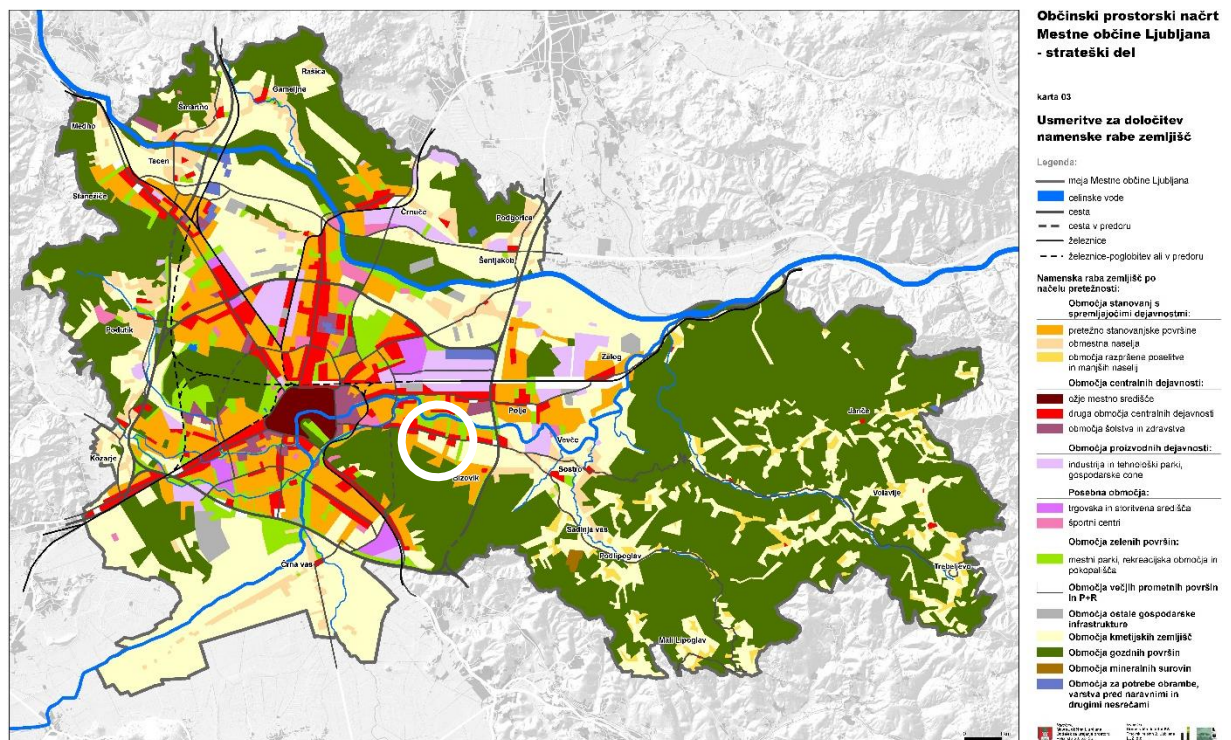 Občinski prostorski načrt
Mestne občine Ljubljana
- strateški del
karta 03
Usmeritve za določitev
namenske rabe zemljišč
Legenda:
meja Mestne občine Ljubljana
celinske vode
cesta
cesta v predoru
železnice
železnice-poglobitev ali v predoru
Namenska raba zemljišč po
načelu pretežnosti:
Območja stanovanj s
spremljajočimi dejavnostmi:
pretežno stanovanjske površine
obmestna naselja
območja razpršene poselitve
in manjših naselij
Območja centralnih dejavnosti:
ožje mestno središče
druga območja centralnih dejavnosti
območja šolstva in zdravstva
Območja proizvodnih dejavnosti:
industrija in tehnološki parki,
gospodarske cone
Posebna območja:
trgovska in storitvena središča
športni centri
Območja zelenih površin:
mestni parki, rekreacijska območja in
pokopališča
Območja večjih prometnih površin
in P+R
Območja ostale gospodarske
infrastrukture
Območja kmetijskih zemljišč
Območja gozdnih površin
Območja mineralnih surovin
Območja za potrebe obrambe,
varstva pred naravnimi in
drugimi nesrečami
Rašica
Gameljne
Šmartno
Medno
Tacen
Stanežiče
Črnuče
Podgorica
Šentjakob
Podutik
Zalog
Polje
Janče
Kozarje
Vevče
Sostro
Bizovik
Volavlje
Sadinja vas
Podlipoglav
Črna vas
Trebeljevo
Mali Lipoglav